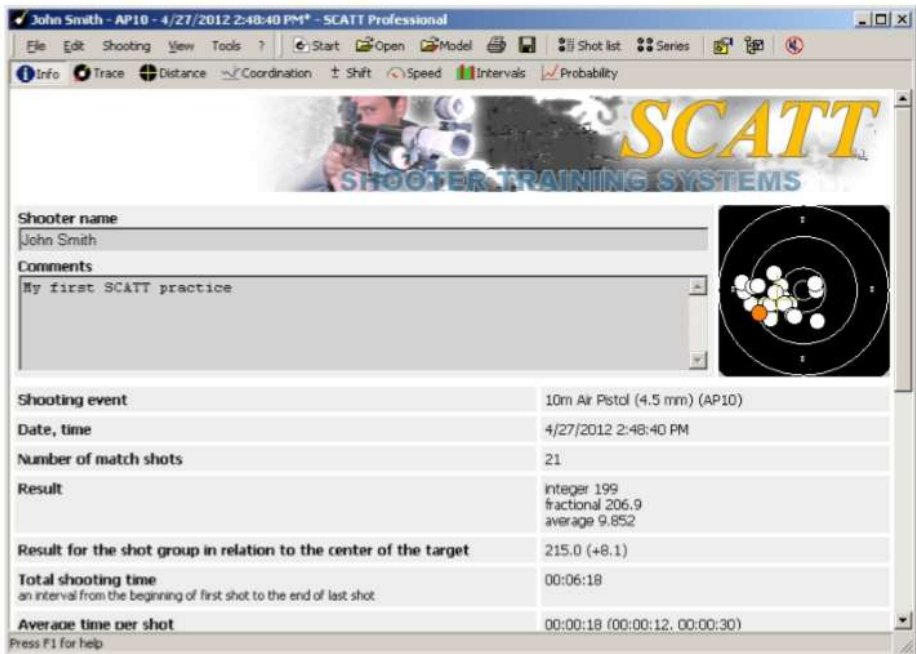 John Smith - AP10 - 4/27/2012 2:48:40 PM* - SCATT Professional
File Edit Shooting View Tools ? Start Open Model Shot list Series
Info Trace Distance Coordination ± Shift Speed Intervals Probability
SCATT
SHOOTER TRAINING SYSTEMS
Shooter name
John Smith
Comments
My first SCATT practice
Shooting event 10m Air Pistol (4.5 mm) (AP10)
Date, time 4/27/2012 2:48:40 PM
Number of match shots 21
Result integer 199
fractional 206.9
average 9.852
Result for the shot group in relation to the center of the target 215.0 (+8.1)
Total shooting time 00:06:18
an interval from the beginning of first shot to the end of last shot
Average time per shot 00:00:18 (00:00:12, 00:00:30)
Press F1 for help